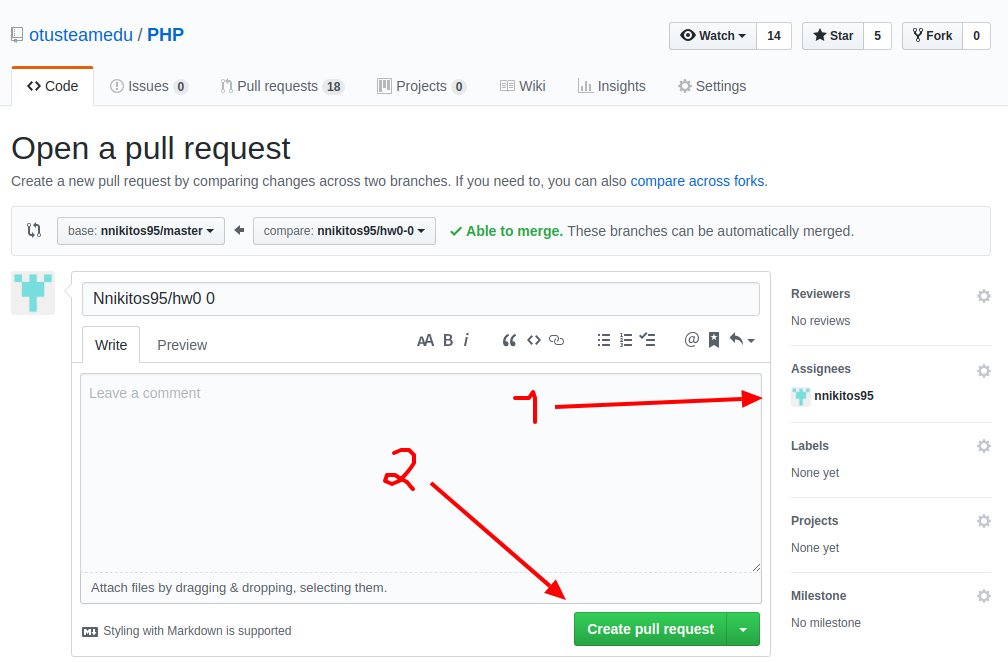 otusteamedu / PHP
Watch 14 Star 5 Fork 0
Code Issues 0 Pull requests 18 Projects 0 Wiki Insights Settings
Open a pull request
Create a new pull request by comparing changes across two branches. If you need to, you can also compare across forks.
base: nnikitos95/master compare: nnikitos95/hw0-0 Able to merge. These branches can be automatically merged.
Nnikitos95/hw0 0
Write Preview AA B i @
Leave a comment
1
2
Attach files by dragging & dropping, selecting them.
Styling with Markdown is supported
Create pull request
Reviewers
No reviews
Assignees
nnikitos95
Labels
None yet
Projects
None yet
Milestone
No milestone